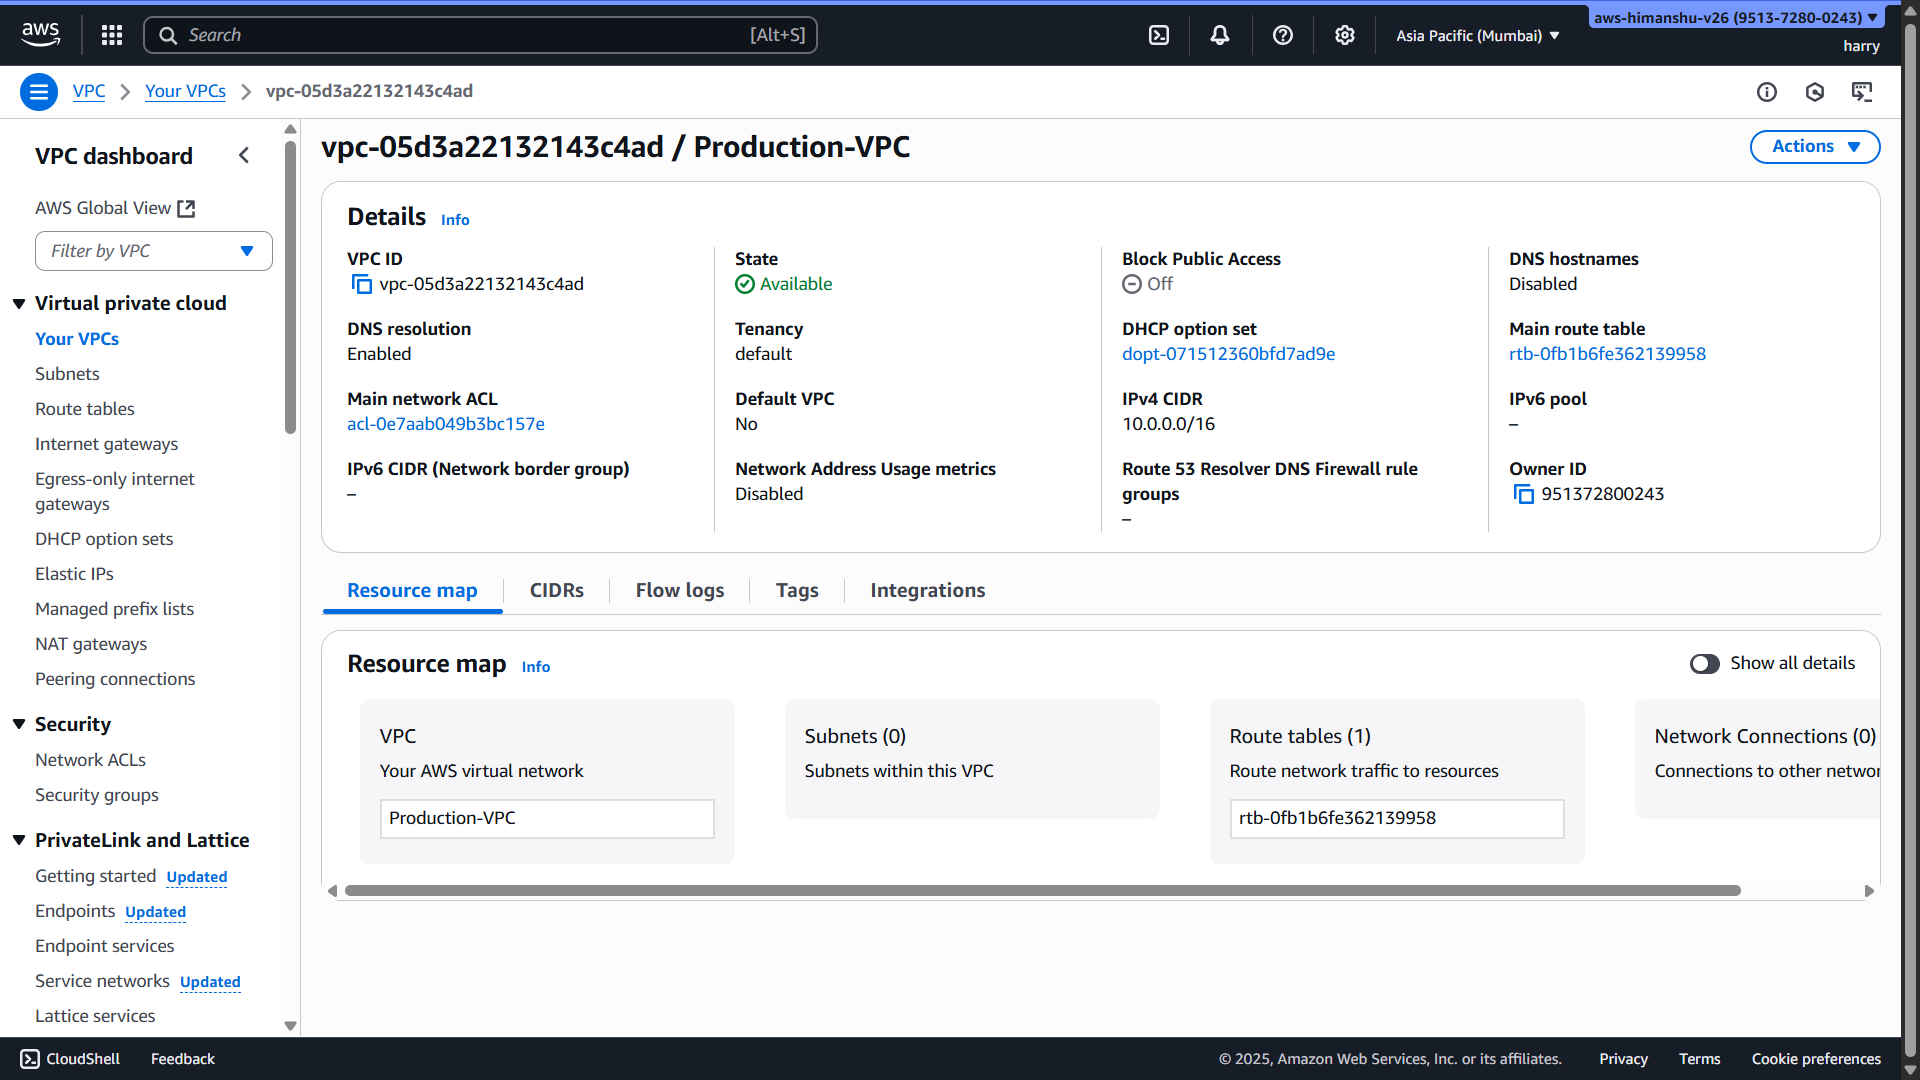 aws
Search [Alt+S]
Asia Pacific (Mumbai)
aws-himanshu-v26 (9513-7280-0243)
harry
VPC
Your VPCs
vpc-05d3a22132143c4ad
VPC dashboard
AWS Global View
Filter by VPC
Virtual private cloud
Your VPCs
Subnets
Route tables
Internet gateways
Egress-only internet
gateways
DHCP option sets
Elastic IPs
Managed prefix lists
NAT gateways
Peering connections
Security
Network ACLs
Security groups
PrivateLink and Lattice
Getting started Updated
Endpoints Updated
Endpoint services
Service networks Updated
Lattice services
vpc-05d3a22132143c4ad / Production-VPC
Actions
Details Info
VPC ID
vpc-05d3a22132143c4ad
State
Available
Block Public Access
Off
DNS hostnames
Disabled
DNS resolution
Enabled
Tenancy
default
DHCP option set
dopt-071512360bfd7ad9e
Main route table
rtb-0fb1b6fe362139958
Main network ACL
acl-0e7aab049b3bc157e
Default VPC
No
IPv4 CIDR
10.0.0.0/16
IPv6 pool
–
IPv6 CIDR (Network border group)
–
Network Address Usage metrics
Disabled
Route 53 Resolver DNS Firewall rule
groups
–
Owner ID
951372800243
Resource map
CIDRs
Flow logs
Tags
Integrations
Resource map Info
Show all details
VPC
Your AWS virtual network
Production-VPC
Subnets (0)
Subnets within this VPC
Route tables (1)
Route network traffic to resources
rtb-0fb1b6fe362139958
Network Connections (0)
Connections to other networ
CloudShell
Feedback
© 2025, Amazon Web Services, Inc. or its affiliates.
Privacy
Terms
Cookie preferences